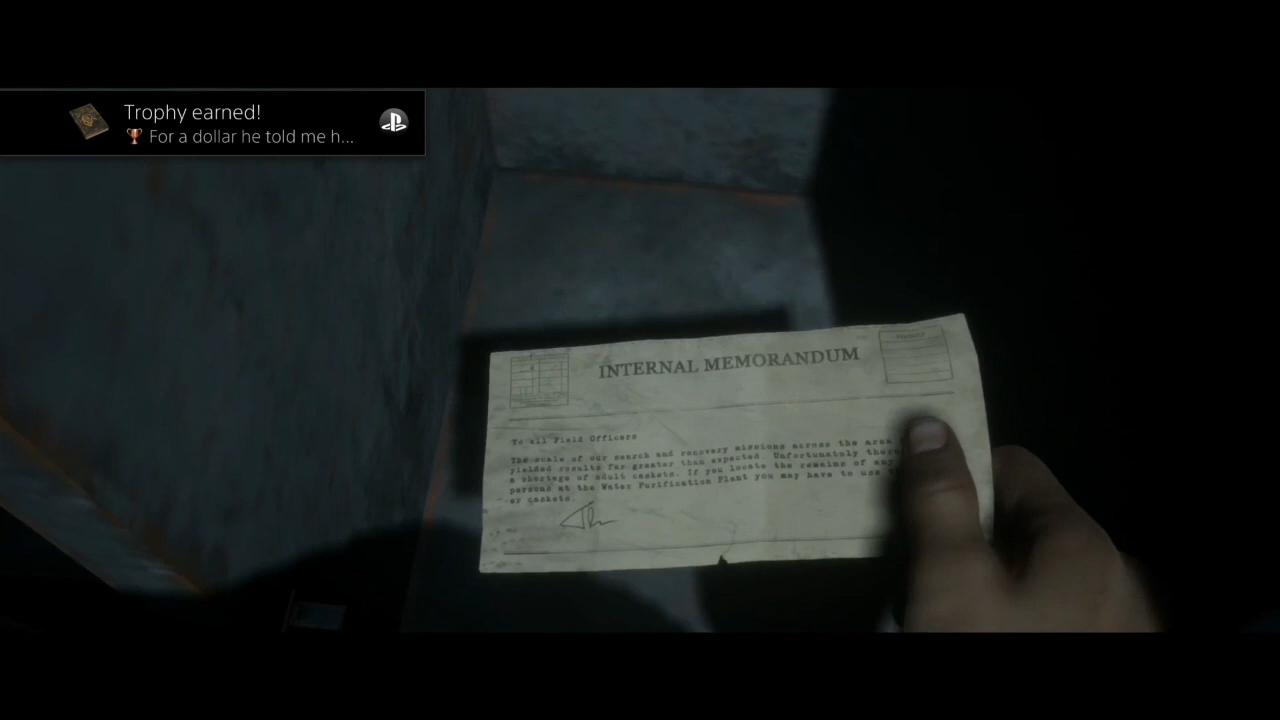 Trophy earned!
For a dollar he told me h...
INTERNAL MEMORANDUM
To all Field Officers
The scale of our search and recovery missions across the area
yielded results far greater than expected. Unfortunately there
a shortage of adult caskets. If you locate the remains of any
persons at the Water Purification Plant you may have to use
or caskets.